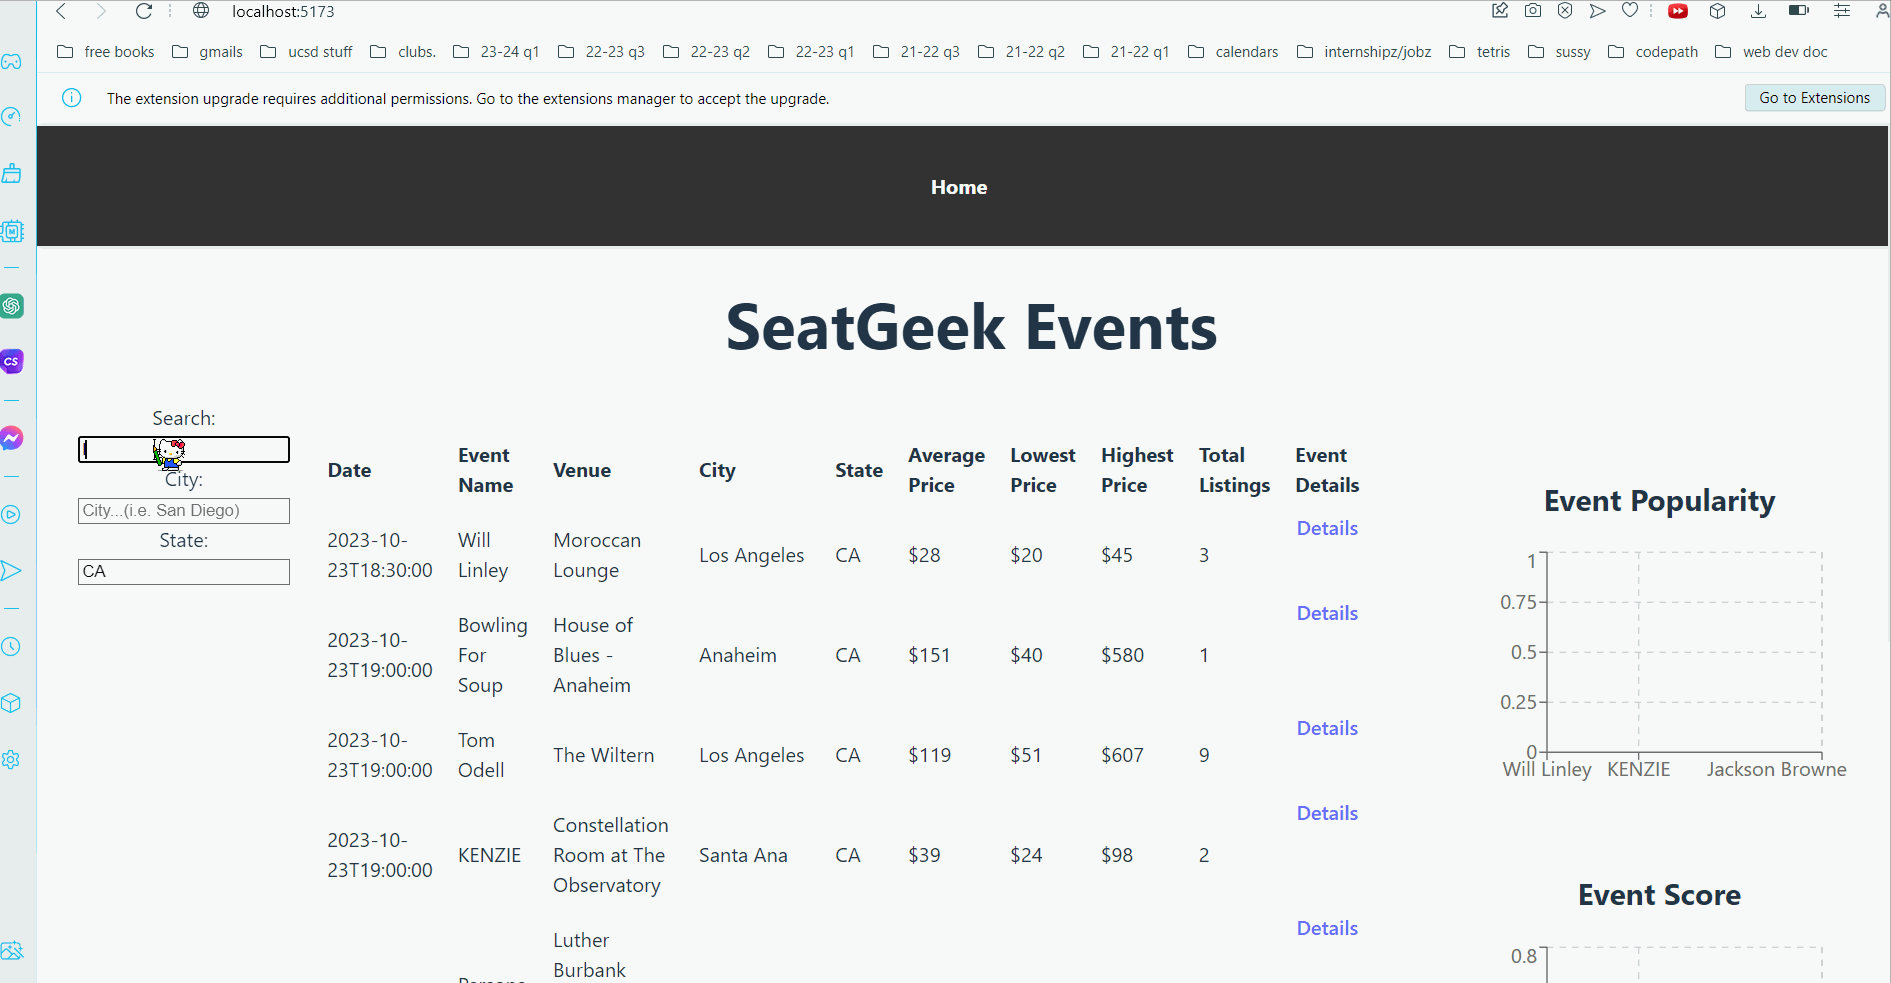 localhost:5173
free books gmails ucsd stuff clubs. 23-24 q1 22-23 q3 22-23 q2 22-23 q1 21-22 q3 21-22 q2 21-22 q1 calendars internshipz/jobz tetris sussy codepath web dev doc
The extension upgrade requires additional permissions. Go to the extensions manager to accept the upgrade. Go to Extensions
Home
SeatGeek Events
Search:
City:
City...(i.e. San Diego)
State:
CA
Date Event Name Venue City State Average Price Lowest Price Highest Price Total Listings Event Details
2023-10-23T18:30:00 Will Linley Moroccan Lounge Los Angeles CA $28 $20 $45 3 Details
2023-10-23T19:00:00 Bowling For Soup House of Blues - Anaheim Anaheim CA $151 $40 $580 1 Details
2023-10-23T19:00:00 Tom Odell The Wiltern Los Angeles CA $119 $51 $607 9 Details
2023-10-23T19:00:00 KENZIE Constellation Room at The Observatory Santa Ana CA $39 $24 $98 2 Details
Luther Burbank Details
Event Popularity
1
0.75
0.5
0.25
0
Will Linley KENZIE Jackson Browne
Event Score
0.8
CS
M